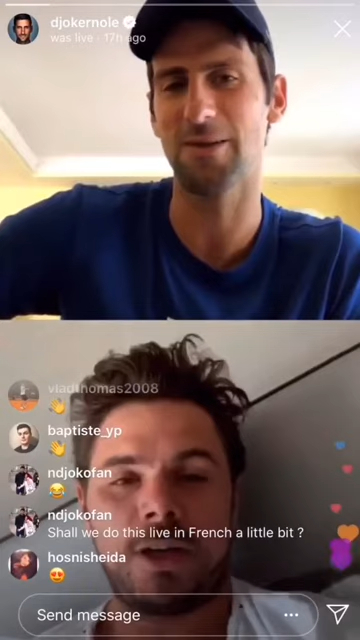 djokernole
was live · 17h ago
vladthomas2008
👋
baptiste_yp
👋
ndjokofan
😂
ndjokofan
Shall we do this live in French a little bit ?
hosnisheida
😍
Send message